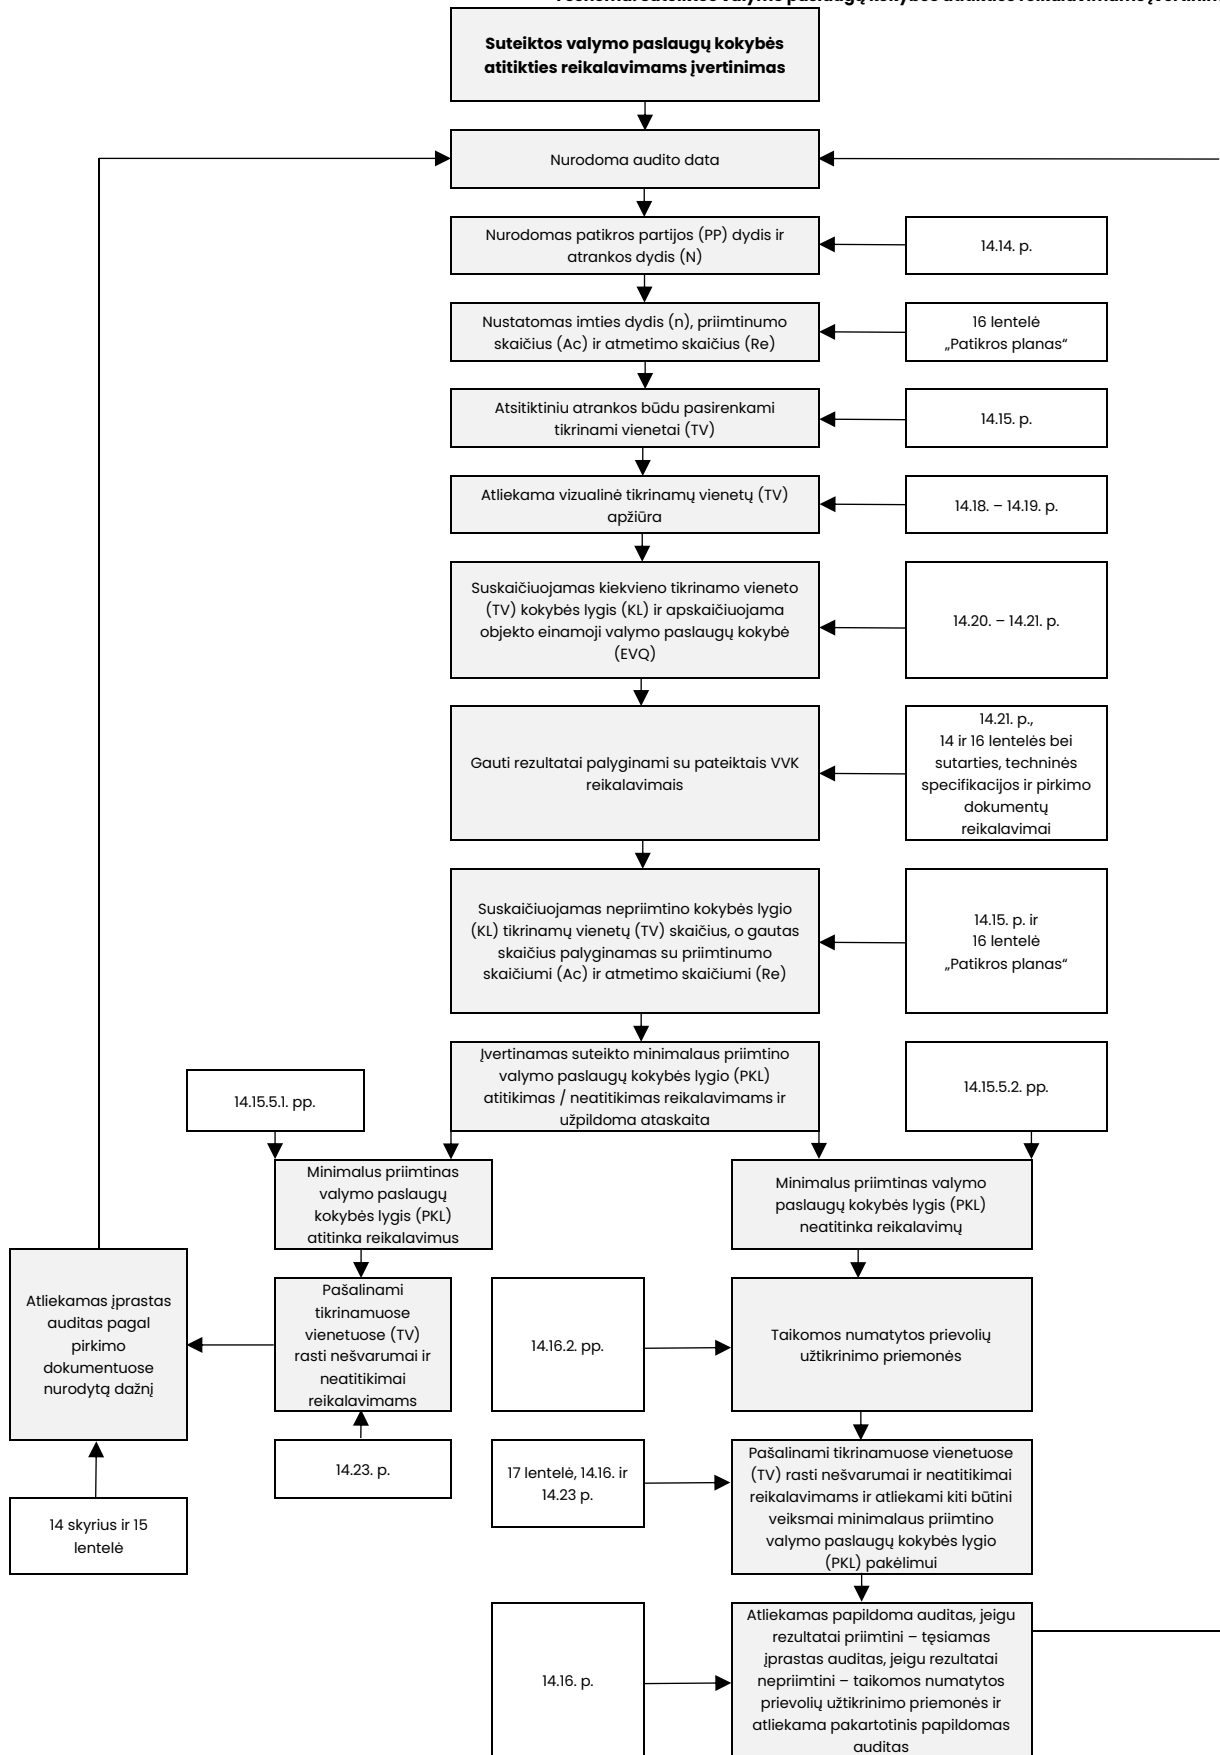 Suteiktos valymo paslaugų kokybės
atitikties reikalavimams įvertinimas
Nurodoma audito data
Nurodomas patikros partijos (PP) dydis ir
atrankos dydis (N)
14.14. p.
Nustatomas imties dydis (n), priimtinumo
skaičius (Ac) ir atmetimo skaičius (Re)
16 lentelė
„Patikros planas“
Atsitiktiniu atrankos būdu pasirenkami
tikrinami vienetai (TV)
14.15. p.
Atliekama vizualinė tikrinamų vienetų (TV)
apžiūra
14.18. – 14.19. p.
Suskaičiuojamas kiekvieno tikrinamo vieneto
(TV) kokybės lygis (KL) ir apskaičiuojama
objekto einamoji valymo paslaugų kokybė
(EVQ)
14.20. – 14.21. p.
Gauti rezultatai palyginami su pateiktais VVK
reikalavimais
14.21. p.,
14 ir 16 lentelės bei
sutarties, techninės
specifikacijos ir pirkimo
dokumentų
reikalavimai
Suskaičiuojamas nepriimtino kokybės lygio
(KL) tikrinamų vienetų (TV) skaičius, o gautas
skaičius palyginamas su priimtinumo
skaičiumi (Ac) ir atmetimo skaičiumi (Re)
14.15. p. ir
16 lentelė
„Patikros planas“
Įvertinamas suteikto minimalaus priimtino
valymo paslaugų kokybės lygio (PKL)
atitikimas / neatitikimas reikalavimams ir
užpildoma ataskaita
14.15.5.1. pp.
14.15.5.2. pp.
Minimalus priimtinas
valymo paslaugų
kokybės lygis (PKL)
atitinka reikalavimus
Minimalus priimtinas valymo
paslaugų kokybės lygis (PKL)
neatitinka reikalavimų
Atliekamas įprastas
auditas pagal
pirkimo
dokumentuose
nurodytą dažnį
Pašalinami
tikrinamuose
vienetuose (TV)
rasti nešvarumai ir
neatitikimai
reikalavimams
14.16.2. pp.
Taikomos numatytos prievolių
užtikrinimo priemonės
14.23. p.
17 lentelė, 14.16. ir
14.23 p.
Pašalinami tikrinamuose vienetuose
(TV) rasti nešvarumai ir neatitikimai
reikalavimams ir atliekami kiti būtini
veiksmai minimalaus priimtino
valymo paslaugų kokybės lygio
(PKL) pakėlimui
14 skyrius ir 15
lentelė
14.16. p.
Atliekamas papildoma auditas, jeigu
rezultatai priimtini – tęsiamas
įprastas auditas, jeigu rezultatai
nepriimtini – taikomos numatytos
prievolių užtikrinimo priemonės ir
atliekama pakartotinis papildomas
auditas